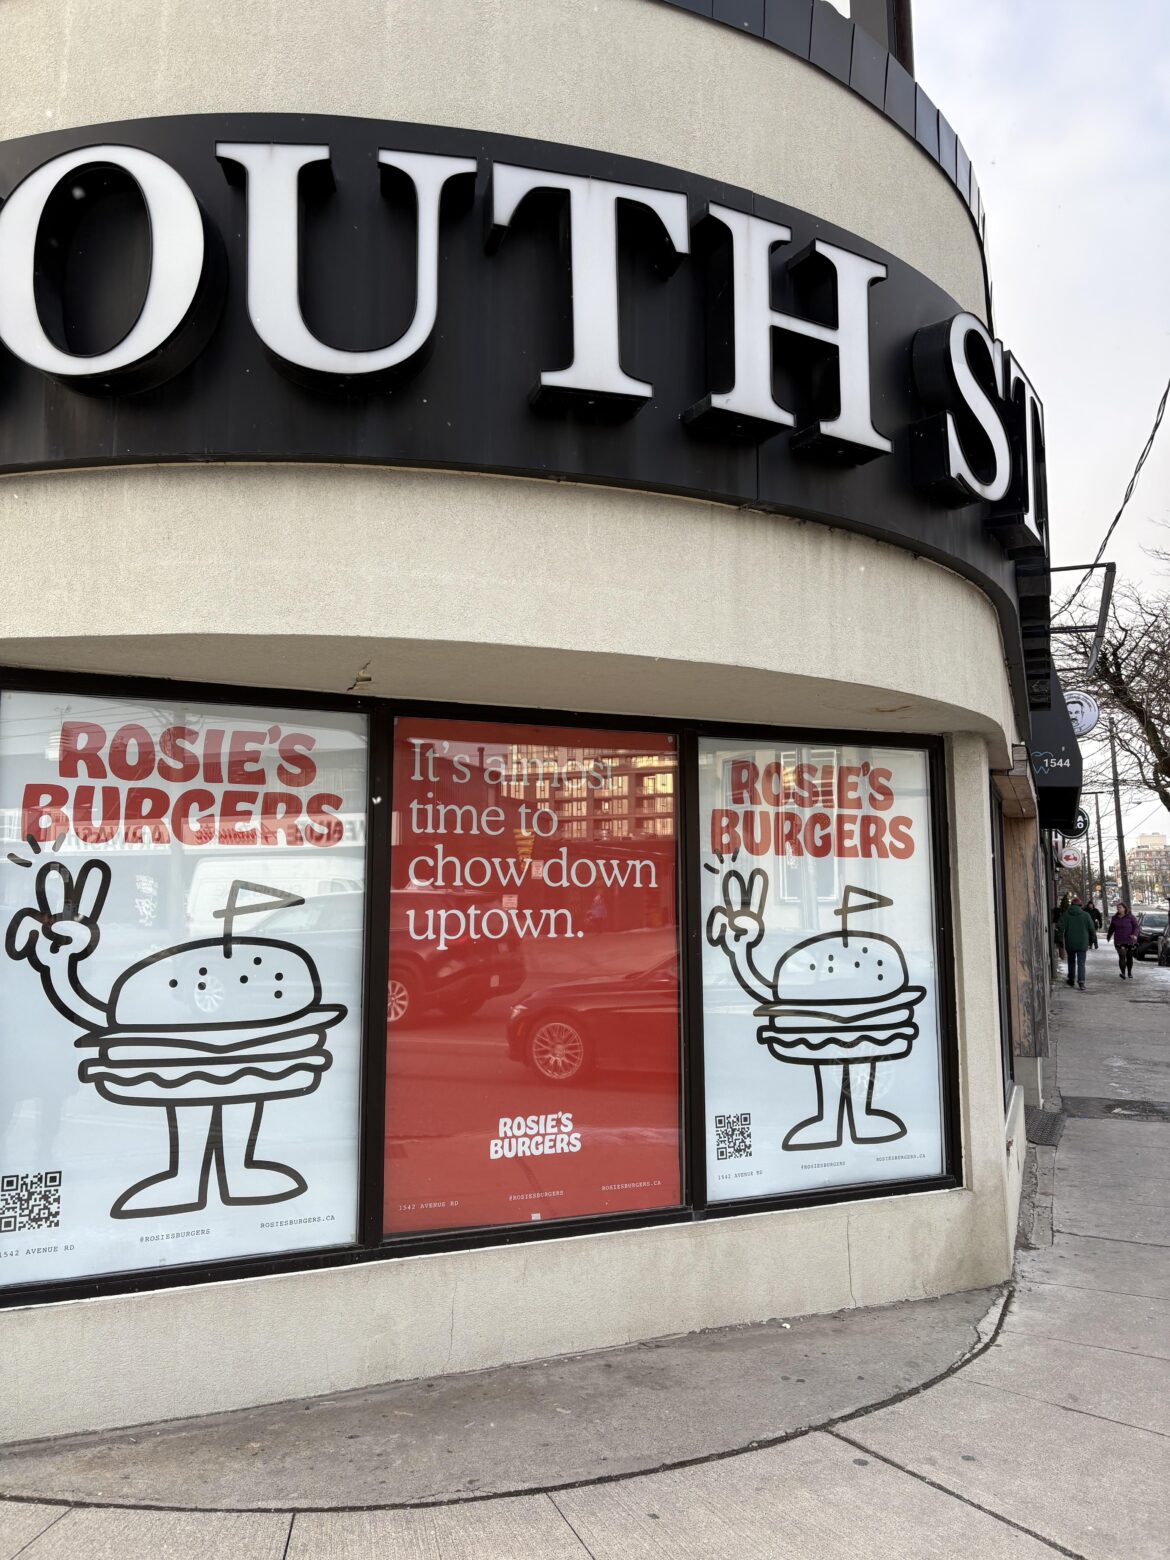 OUTH ST
1544
ROSIE'S
BURGERS
1542 AVENUE RD
#ROSIESBURGERS
ROSIESBURGERS.CA
It's almost
time to
chow down
uptown.
ROSIE'S
BURGERS
1542 AVENUE RD
#ROSIESBURGERS
ROSIESBURGERS.CA
ROSIE'S
BURGERS
1542 AVENUE RD
#ROSIESBURGERS
ROSIESBURGERS.CA